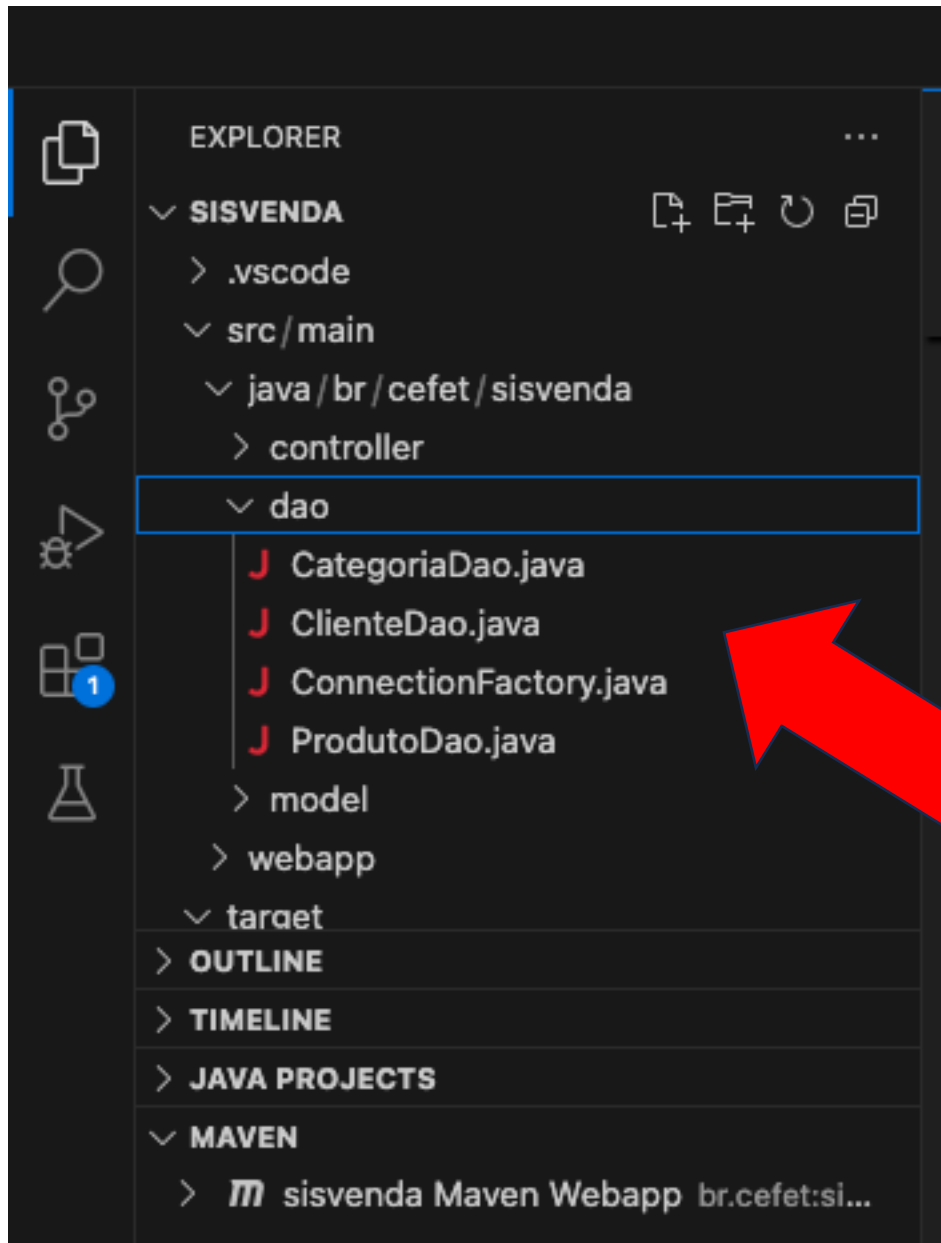 EXPLORER ...
SISVENDA
.vscode
src/main
java/br/cefet/sisvenda
controller
dao
J CategoriaDao.java
J ClienteDao.java
J ConnectionFactory.java
J ProdutoDao.java
model
webapp
target
1
OUTLINE
TIMELINE
JAVA PROJECTS
MAVEN
m sisvenda Maven Webapp br.cefet:si...